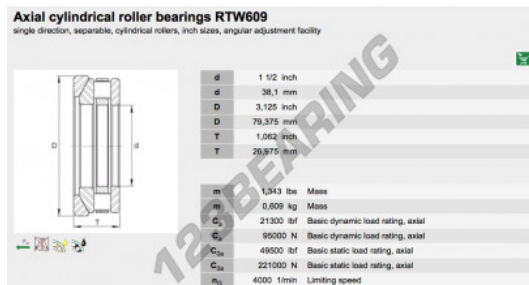 Axial cylindrical roller bearings RTW609
single direction, separable, cylindrical rollers, inch sizes, angular adjustment facility
d 1 1/2 inch
d 38,1 mm
D 3,125 inch
D 79,375 mm
T 1,062 inch
T 26,975 mm
D
d
T
m 1,343 lbs Mass
m 0,609 kg Mass
Ca 21300 lbf Basic dynamic load rating, axial
Ca 95000 N Basic dynamic load rating, axial
C0a 49500 lbf Basic static load rating, axial
C0a 221000 N Basic static load rating, axial
nG 4000 1/min Limiting speed
123BEARING